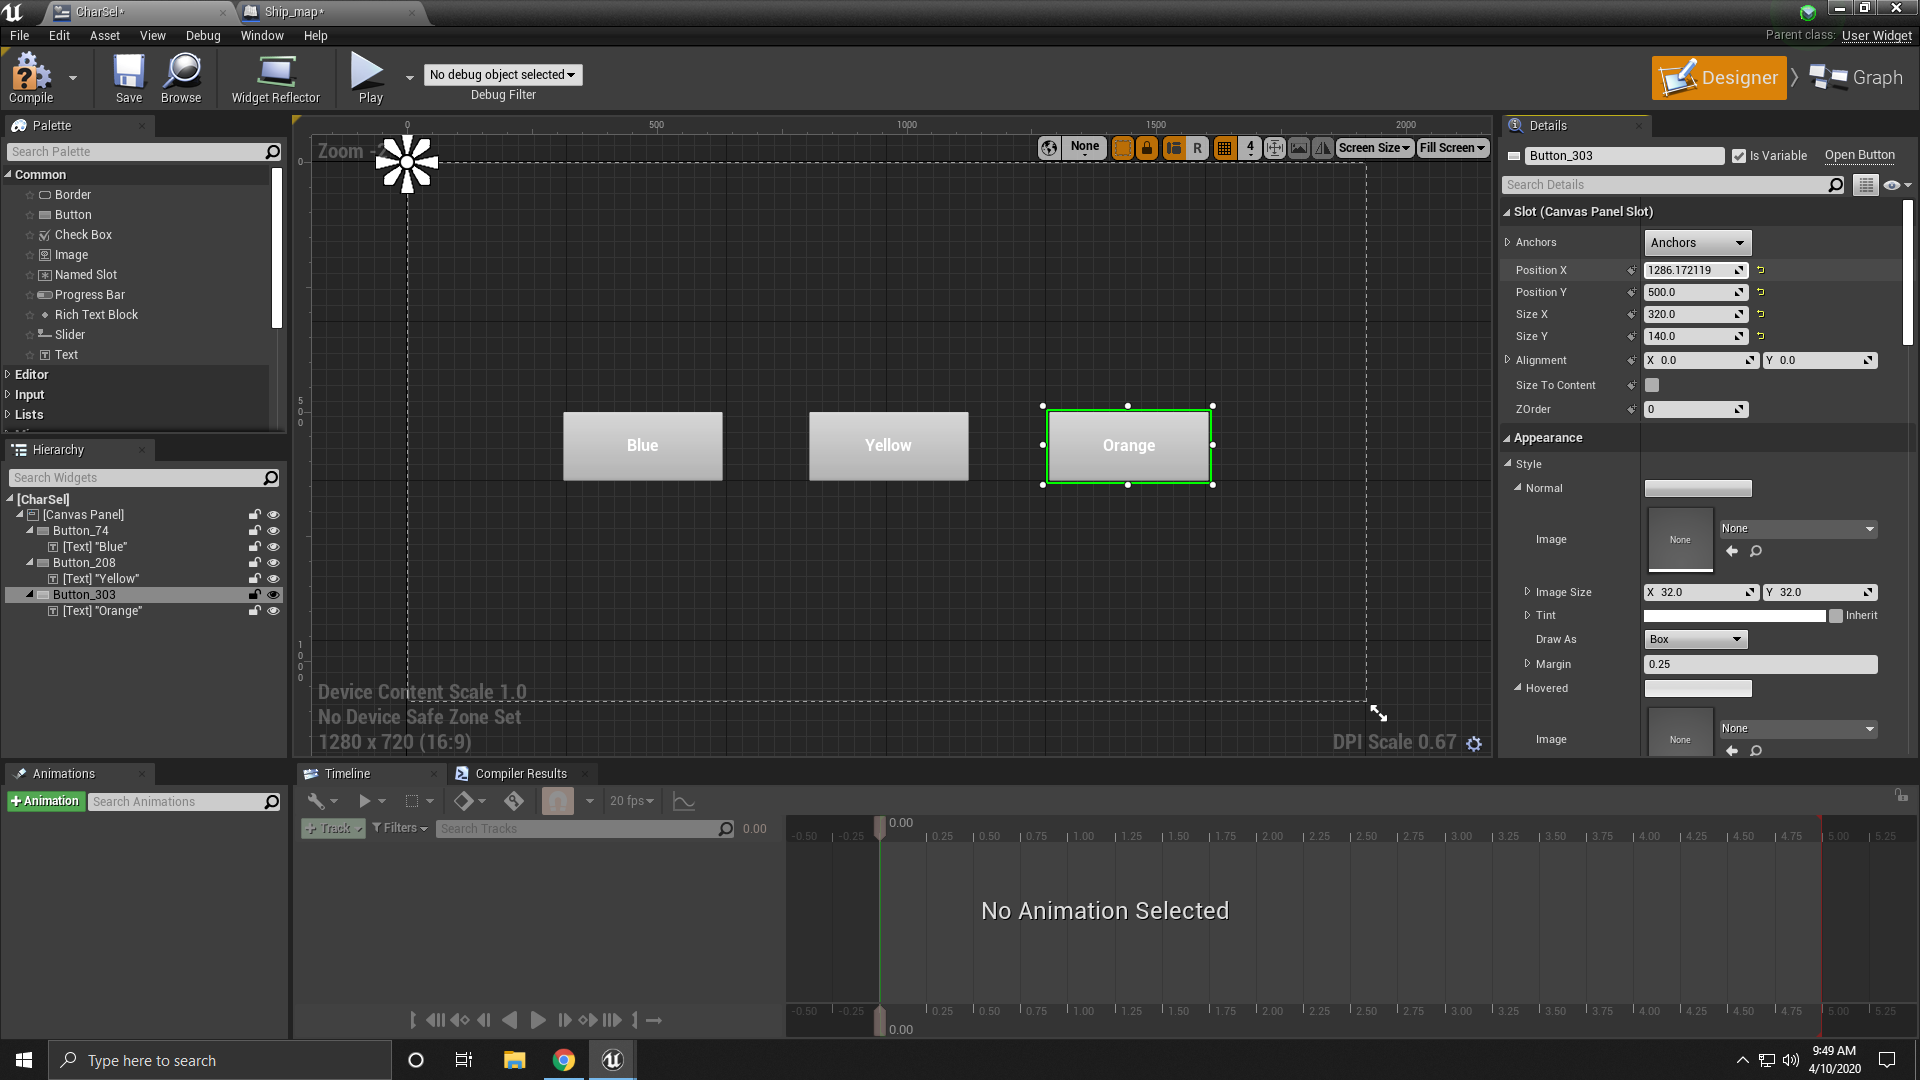 CharSel*
Ship_map*
File Edit Asset View Debug Window Help
Parent class: User Widget
Compile
Save
Browse
Widget Reflector
Play
No debug object selected
Debug Filter
Designer
Graph
Palette
Search Palette
Common
Border
Button
Check Box
Image
Named Slot
Progress Bar
Rich Text Block
Slider
Text
Editor
Input
Lists
Hierarchy
Search Widgets
[CharSel]
[Canvas Panel]
Button_74
[Text] "Blue"
Button_208
[Text] "Yellow"
Button_303
[Text] "Orange"
0 500 1000 1500 2000
Zoom -
None
R
4
Screen Size
Fill Screen
0
500
1000
Blue
Yellow
Orange
Device Content Scale 1.0
No Device Safe Zone Set
1280 x 720 (16:9)
DPI Scale 0.67
Details
Button_303
Is Variable
Open Button
Search Details
Slot (Canvas Panel Slot)
Anchors Anchors
Position X 1286.172119
Position Y 500.0
Size X 320.0
Size Y 140.0
Alignment X 0.0 Y 0.0
Size To Content
ZOrder 0
Appearance
Style
Normal
Image None None
Image Size X 32.0 Y 32.0
Tint Inherit
Draw As Box
Margin 0.25
Hovered
Image None None
Animations
+Animation
Search Animations
Timeline
Compiler Results
20 fps
+ Track
Filters
Search Tracks
0.00
0.00
-0.50 -0.25 0.25 0.50 0.75 1.00 1.25 1.50 1.75 2.00 2.25 2.50 2.75 3.00 3.25 3.50 3.75 4.00 4.25 4.50 4.75 5.00 5.25
No Animation Selected
-0.50 -0.25 0.25 0.50 0.75 1.00 1.25 1.50 1.75 2.00 2.25 2.50 2.75 3.00 3.25 3.50 3.75 4.00 4.25 4.50 4.75 5.00 5.25
0.00
Type here to search
9:49 AM
4/10/2020